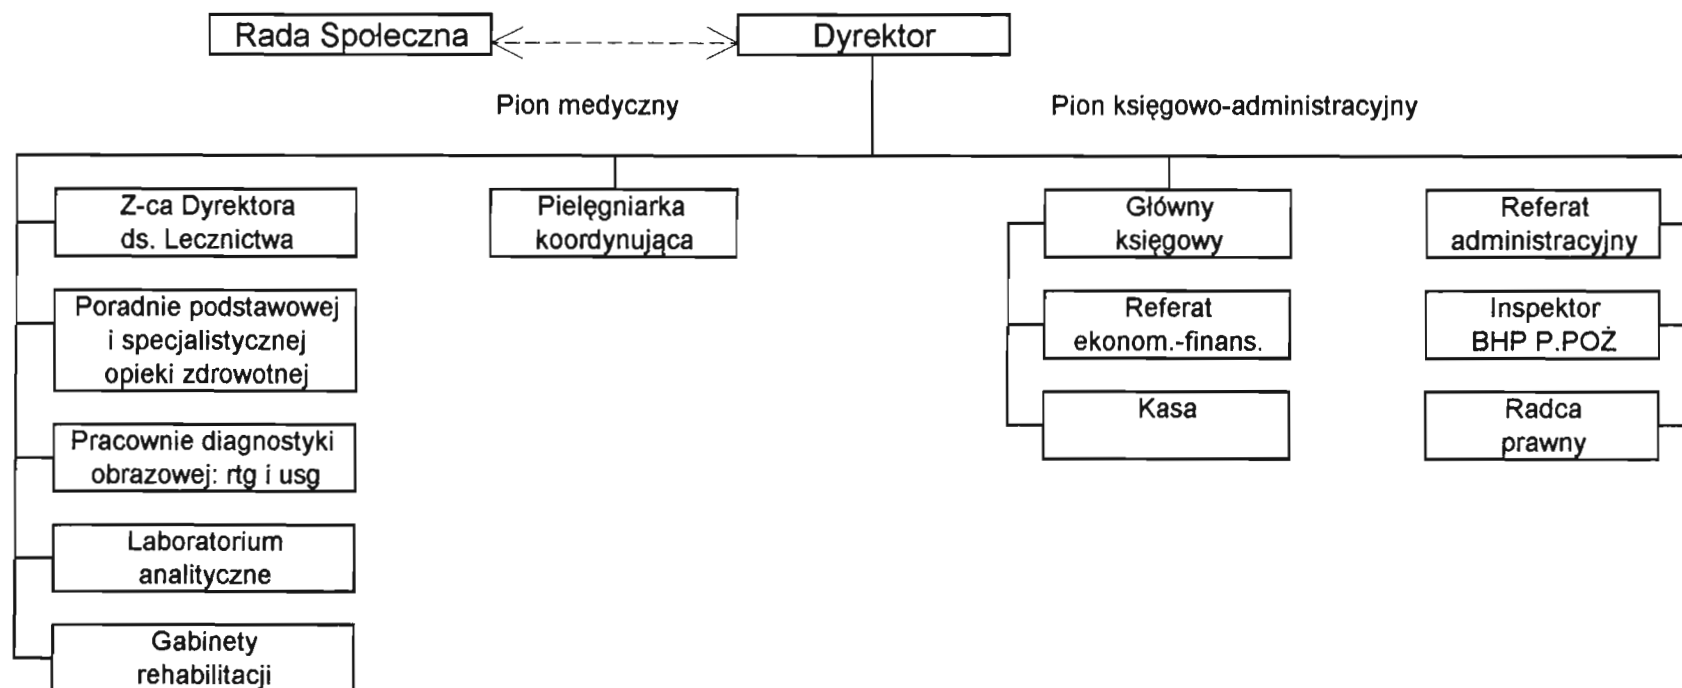 Rada Społeczna
Dyrektor
Pion medyczny
Pion księgowo-administracyjny
Z-ca Dyrektora
ds. Lecznictwa
Poradnie podstawowej
i specjalistycznej
opieki zdrowotnej
Pracownie diagnostyki
obrazowej: rtg i usg
Laboratorium
analityczne
Gabinety
rehabilitacji
Pielęgniarka
koordynująca
Główny
księgowy
Referat
ekonom.-finans.
Kasa
Referat
administracyjny
Inspektor
BHP P.POŻ
Radca
prawny